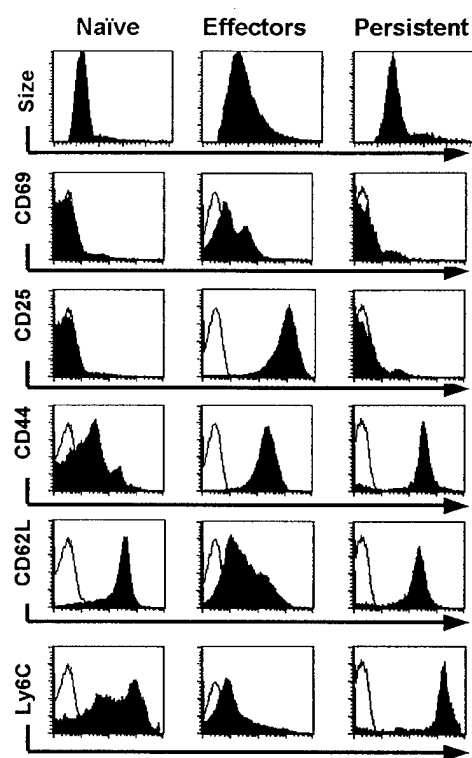 Naïve Effectors Persistent
Size
CD69
CD25
CD44
CD62L
Ly6C